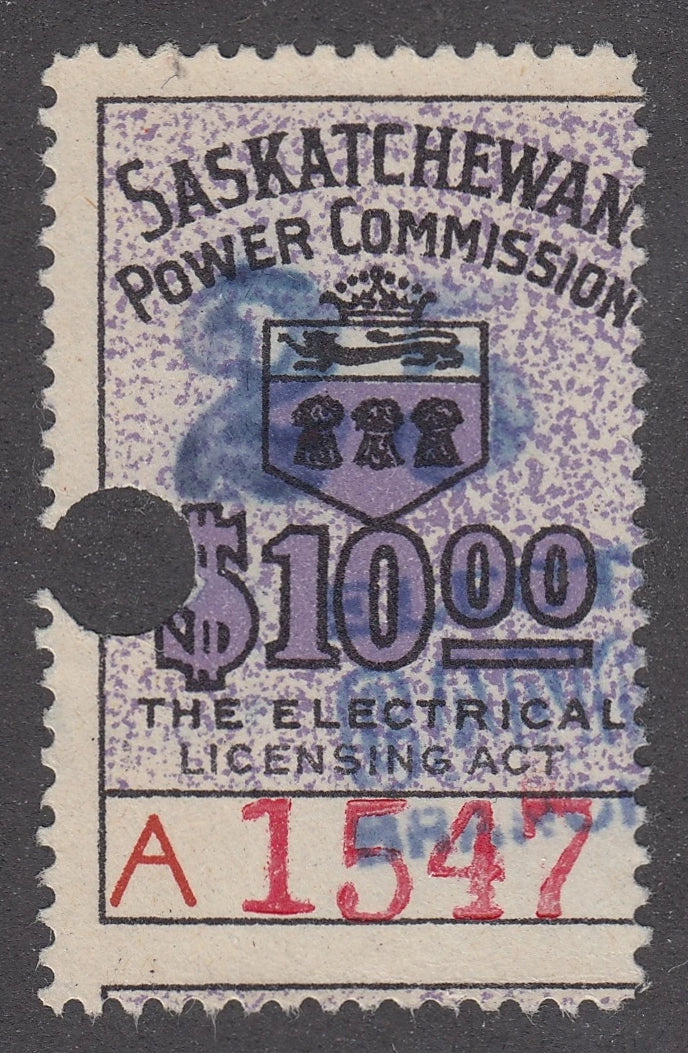 SASKATCHEWAN
POWER COMMISSION
$10 00
THE ELECTRICAL
LICENSING ACT
A 1547